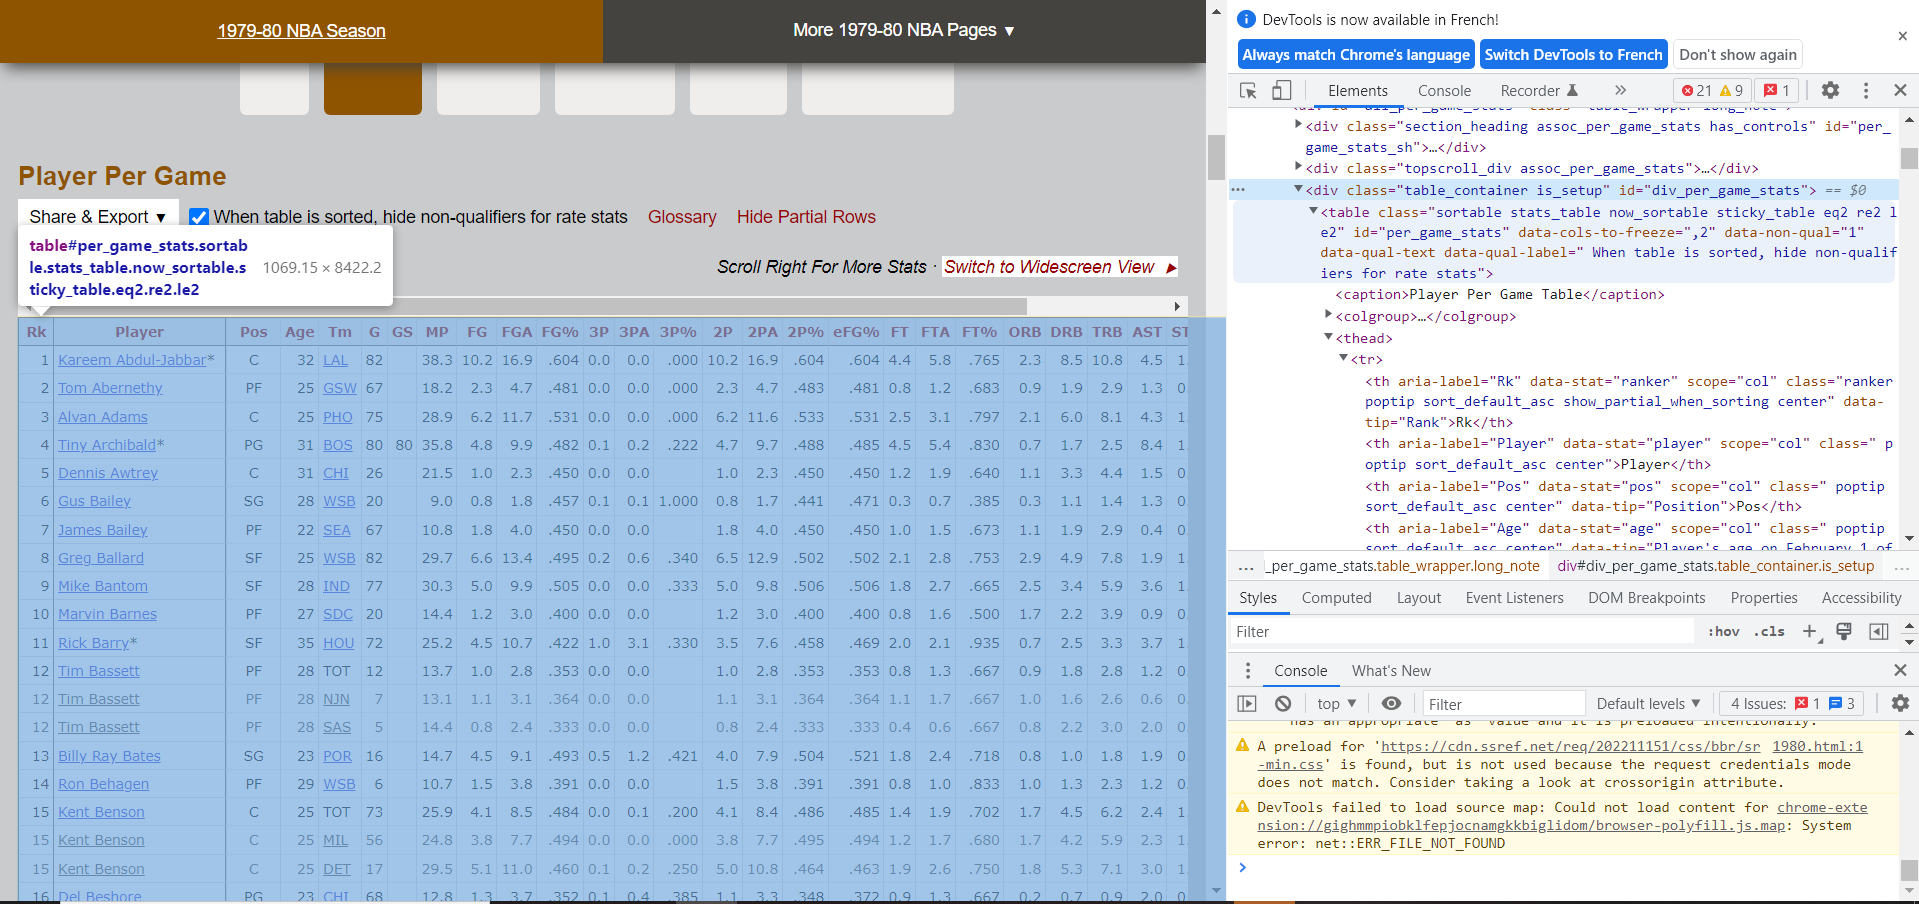 1979-80 NBA Season
More 1979-80 NBA Pages ▼
Player Per Game
Share & Export ▼
When table is sorted, hide non-qualifiers for rate stats
Glossary
Hide Partial Rows
table#per_game_stats.sortab
le.stats_table.now_sortable.s
ticky_table.eq2.re2.le2
1069.15 × 8422.2
Scroll Right For More Stats · Switch to Widescreen View ►
Rk Player Pos Age Tm G GS MP FG FGA FG% 3P 3PA 3P% 2P 2PA 2P% eFG% FT FTA FT% ORB DRB TRB AST ST
1 Kareem Abdul-Jabbar* C 32 LAL 82 38.3 10.2 16.9 .604 0.0 0.0 .000 10.2 16.9 .604 .604 4.4 5.8 .765 2.3 8.5 10.8 4.5 1.
2 Tom Abernethy PF 25 GSW 67 18.2 2.3 4.7 .481 0.0 0.0 .000 2.3 4.7 .483 .481 0.8 1.2 .683 0.9 1.9 2.9 1.3 0.
3 Alvan Adams C 25 PHO 75 28.9 6.2 11.7 .531 0.0 0.0 .000 6.2 11.6 .533 .531 2.5 3.1 .797 2.1 6.0 8.1 4.3 1.
4 Tiny Archibald* PG 31 BOS 80 80 35.8 4.8 9.9 .482 0.1 0.2 .222 4.7 9.7 .488 .485 4.5 5.4 .830 0.7 1.7 2.5 8.4 1.
5 Dennis Awtrey C 31 CHI 26 21.5 1.0 2.3 .450 0.0 0.0 1.0 2.3 .450 .450 1.2 1.9 .640 1.1 3.3 4.4 1.5 0.
6 Gus Bailey SG 28 WSB 20 9.0 0.8 1.8 .457 0.1 0.1 1.000 0.8 1.7 .441 .471 0.3 0.7 .385 0.3 1.1 1.4 1.3 0.
7 James Bailey PF 22 SEA 67 10.8 1.8 4.0 .450 0.0 0.0 1.8 4.0 .450 .450 1.0 1.5 .673 1.1 1.9 2.9 0.4 0.
8 Greg Ballard SF 25 WSB 82 29.7 6.6 13.4 .495 0.2 0.6 .340 6.5 12.9 .502 .502 2.1 2.8 .753 2.9 4.9 7.8 1.9 1.
9 Mike Bantom SF 28 IND 77 30.3 5.0 9.9 .505 0.0 0.0 .333 5.0 9.8 .506 .506 1.8 2.7 .665 2.5 3.4 5.9 3.6 1.
10 Marvin Barnes PF 27 SDC 20 14.4 1.2 3.0 .400 0.0 0.0 1.2 3.0 .400 .400 0.8 1.6 .500 1.7 2.2 3.9 0.9 0.
11 Rick Barry* SF 35 HOU 72 25.2 4.5 10.7 .422 1.0 3.1 .330 3.5 7.6 .458 .469 2.0 2.1 .935 0.7 2.5 3.3 3.7 1.
12 Tim Bassett PF 28 TOT 12 13.7 1.0 2.8 .353 0.0 0.0 1.0 2.8 .353 .353 0.8 1.3 .667 0.9 1.8 2.8 1.2 0.
12 Tim Bassett PF 28 NJN 7 13.1 1.1 3.1 .364 0.0 0.0 1.1 3.1 .364 .364 1.1 1.7 .667 1.0 1.6 2.6 0.6 0.
12 Tim Bassett PF 28 SAS 5 14.4 0.8 2.4 .333 0.0 0.0 0.8 2.4 .333 .333 0.4 0.6 .667 0.8 2.2 3.0 2.0 0.
13 Billy Ray Bates SG 23 POR 16 14.7 4.5 9.1 .493 0.5 1.2 .421 4.0 7.9 .504 .521 1.8 2.4 .718 0.8 1.0 1.8 1.9 0.
14 Ron Behagen PF 29 WSB 6 10.7 1.5 3.8 .391 0.0 0.0 1.5 3.8 .391 .391 0.8 1.0 .833 1.0 1.3 2.3 1.2 0.
15 Kent Benson C 25 TOT 73 25.9 4.1 8.5 .484 0.0 0.1 .200 4.1 8.4 .486 .485 1.4 1.9 .702 1.7 4.5 6.2 2.4 1.
15 Kent Benson C 25 MIL 56 24.8 3.8 7.7 .494 0.0 0.0 .000 3.8 7.7 .495 .494 1.2 1.7 .680 1.7 4.2 5.9 2.3 1.
15 Kent Benson C 25 DET 17 29.5 5.1 11.0 .460 0.1 0.2 .250 5.0 10.8 .464 .463 1.9 2.6 .750 1.8 5.3 7.1 3.0 1.
16 Del Beshore PG 23 CHI 68 12.8 1.3 3.7 .352 0.1 0.4 .385 1.1 3.3 .348 .372 0.9 1.3 .667 0.2 0.7 0.9 2.0 0.
DevTools is now available in French!
Always match Chrome's language
Switch DevTools to French
Don't show again
Elements Console Recorder » 21 9 1
<div class="section_heading assoc_per_game_stats has_controls" id="per_
game_stats_sh">…</div>
<div class="topscroll_div assoc_per_game_stats">…</div>
<div class="table_container is_setup" id="div_per_game_stats"> == $0
<table class="sortable stats_table now_sortable sticky_table eq2 re2 l
e2" id="per_game_stats" data-cols-to-freeze=",2" data-non-qual="1"
data-qual-text data-qual-label=" When table is sorted, hide non-qualif
iers for rate stats">
<caption>Player Per Game Table</caption>
<colgroup>…</colgroup>
<thead>
<tr>
<th aria-label="Rk" data-stat="ranker" scope="col" class="ranker
poptip sort_default_asc show_partial_when_sorting center" data-
tip="Rank">Rk</th>
<th aria-label="Player" data-stat="player" scope="col" class=" p
optip sort_default_asc center">Player</th>
<th aria-label="Pos" data-stat="pos" scope="col" class=" poptip
sort_default_asc center" data-tip="Position">Pos</th>
<th aria-label="Age" data-stat="age" scope="col" class=" poptip
sort_default_asc center" data-tip="Player's age on February 1 of
… _per_game_stats.table_wrapper.long_note div#div_per_game_stats.table_container.is_setup …
Styles Computed Layout Event Listeners DOM Breakpoints Properties Accessibility
Filter :hov .cls
Console What's New
top ▼ Filter Default levels ▼ 4 Issues: 1 3
has an appropriate `as` value and it is preloaded intentionally.
A preload for 'https://cdn.ssref.net/req/202211151/css/bbr/sr 1980.html:1
-min.css' is found, but is not used because the request credentials mode
does not match. Consider taking a look at crossorigin attribute.
DevTools failed to load source map: Could not load content for chrome-exte
nsion://gighmmpiobklfepjocnamgkkbiglidom/browser-polyfill.js.map: System
error: net::ERR_FILE_NOT_FOUND